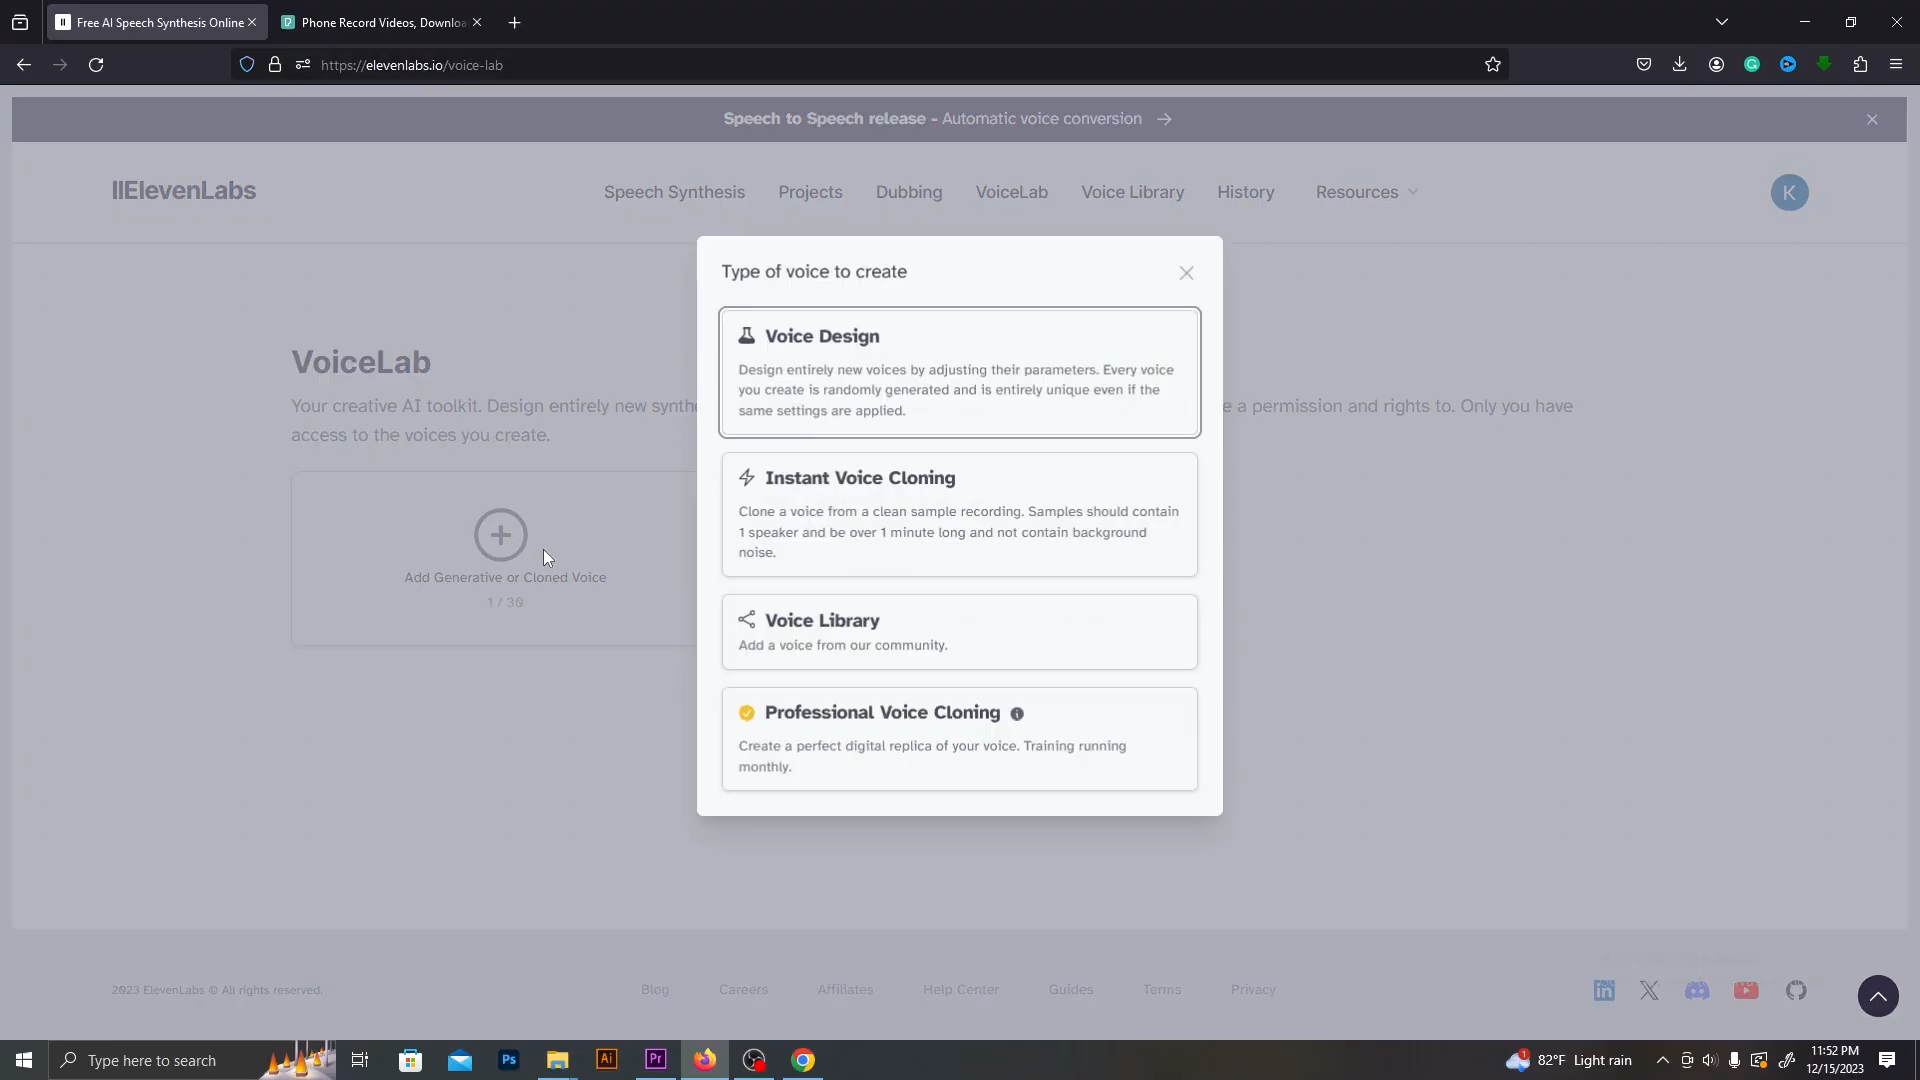 Free AI Speech Synthesis Online
Phone Record Videos, Downloa
https://elevenlabs.io/voice-lab
Speech to Speech release - Automatic voice conversion
IIElevenLabs
Speech Synthesis
Projects
Dubbing
VoiceLab
Voice Library
History
Resources
K
Type of voice to create
Voice Design
Design entirely new voices by adjusting their parameters. Every voice
you create is randomly generated and is entirely unique even if the
same settings are applied.
VoiceLab
Your creative AI toolkit. Design entirely new synthe
e a permission and rights to. Only you have
access to the voices you create.
Instant Voice Cloning
Clone a voice from a clean sample recording. Samples should contain
1 speaker and be over 1 minute long and not contain background
noise.
Add Generative or Cloned Voice
1 / 30
Voice Library
Add a voice from our community.
Professional Voice Cloning
Create a perfect digital replica of your voice. Training running
monthly.
2023 ElevenLabs © All rights reserved.
Blog
Careers
Affiliates
Help Center
Guides
Terms
Privacy
Type here to search
Ps
Ai
Pr
1
82°F Light rain
11:52 PM
12/15/2023